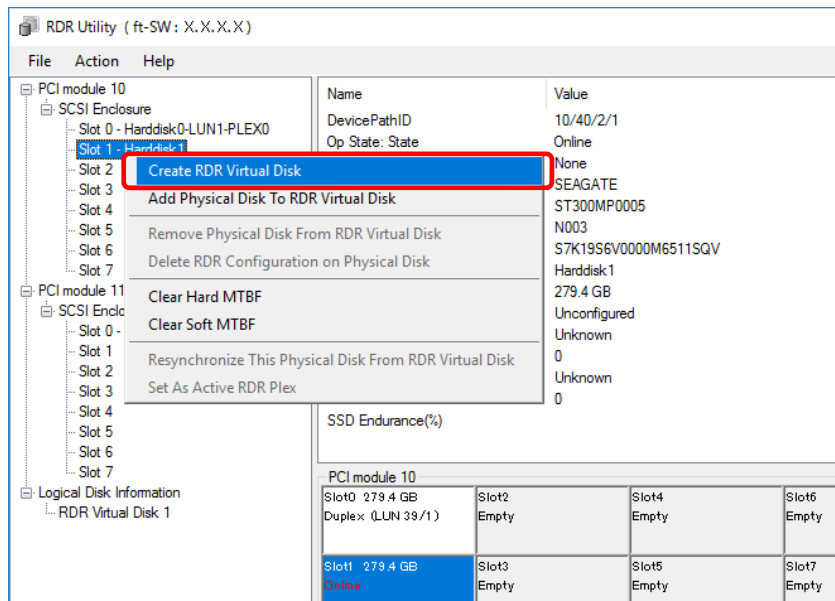 RDR Utility ( ft-SW : X.X.X.X )
File Action Help
PCI module 10
SCSI Enclosure
Slot 0 - Harddisk0-LUN1-PLEX0
Slot 1 - Harddisk1
Slot 2
Slot 3
Slot 4
Slot 5
Slot 6
Slot 7
PCI module 11
SCSI Enclo
Slot 0 -
Slot 1
Slot 2
Slot 3
Slot 4
Slot 5
Slot 6
Slot 7
Logical Disk Information
RDR Virtual Disk 1
Create RDR Virtual Disk
Add Physical Disk To RDR Virtual Disk
Remove Physical Disk From RDR Virtual Disk
Delete RDR Configuration on Physical Disk
Clear Hard MTBF
Clear Soft MTBF
Resynchronize This Physical Disk From RDR Virtual Disk
Set As Active RDR Plex
Name Value
DevicePathID 10/40/2/1
Op State: State Online
None
SEAGATE
ST300MP0005
N003
S7K19S6V0000M6511SQV
Harddisk1
279.4 GB
Unconfigured
Unknown
0
Unknown
0
SSD Endurance(%)
PCI module 10
Slot0 279.4 GB Slot2 Slot4 Slot6
Duplex (LUN 39/1) Empty Empty Empty
Slot1 279.4 GB Slot3 Slot5 Slot7
Online Empty Empty Empty